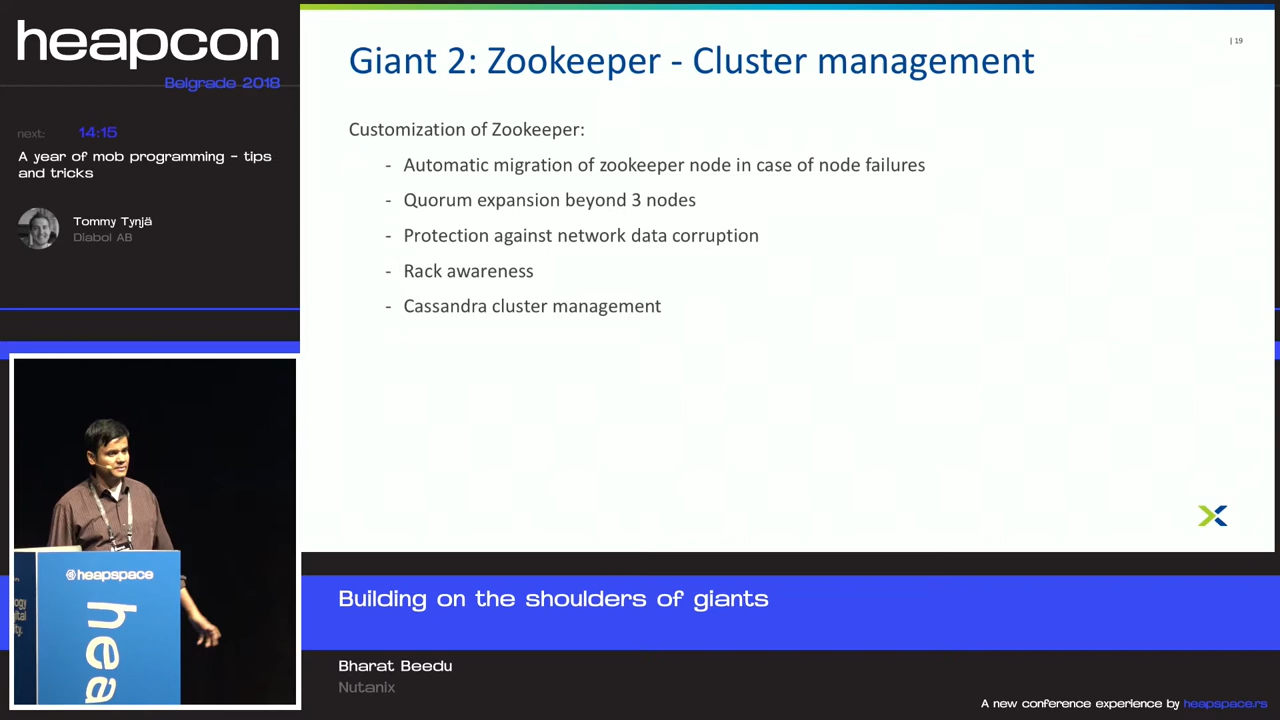 heapcon
Belgrade 2018
next: 14:15
A year of mob programming - tips
and tricks
Tommy Tynjä
Diabol AB
| 19
Giant 2: Zookeeper - Cluster management
Customization of Zookeeper:
- Automatic migration of zookeeper node in case of node failures
- Quorum expansion beyond 3 nodes
- Protection against network data corruption
- Rack awareness
- Cassandra cluster management
heapspace
hea
Building on the shoulders of giants
Bharat Beedu
Nutanix
A new conference experience by heapspace.rs